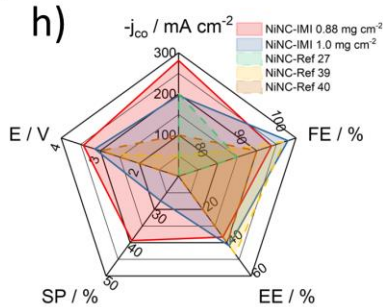 h)
-j_co / mA cm⁻²
NiNC-IMI 0.88 mg cm⁻²
NiNC-IMI 1.0 mg cm⁻²
NiNC-Ref 27
NiNC-Ref 39
NiNC-Ref 40
300
200
100
E / V
4
3
2
80
90
100
FE / %
20
40
60
EE / %
30
40
50
SP / %